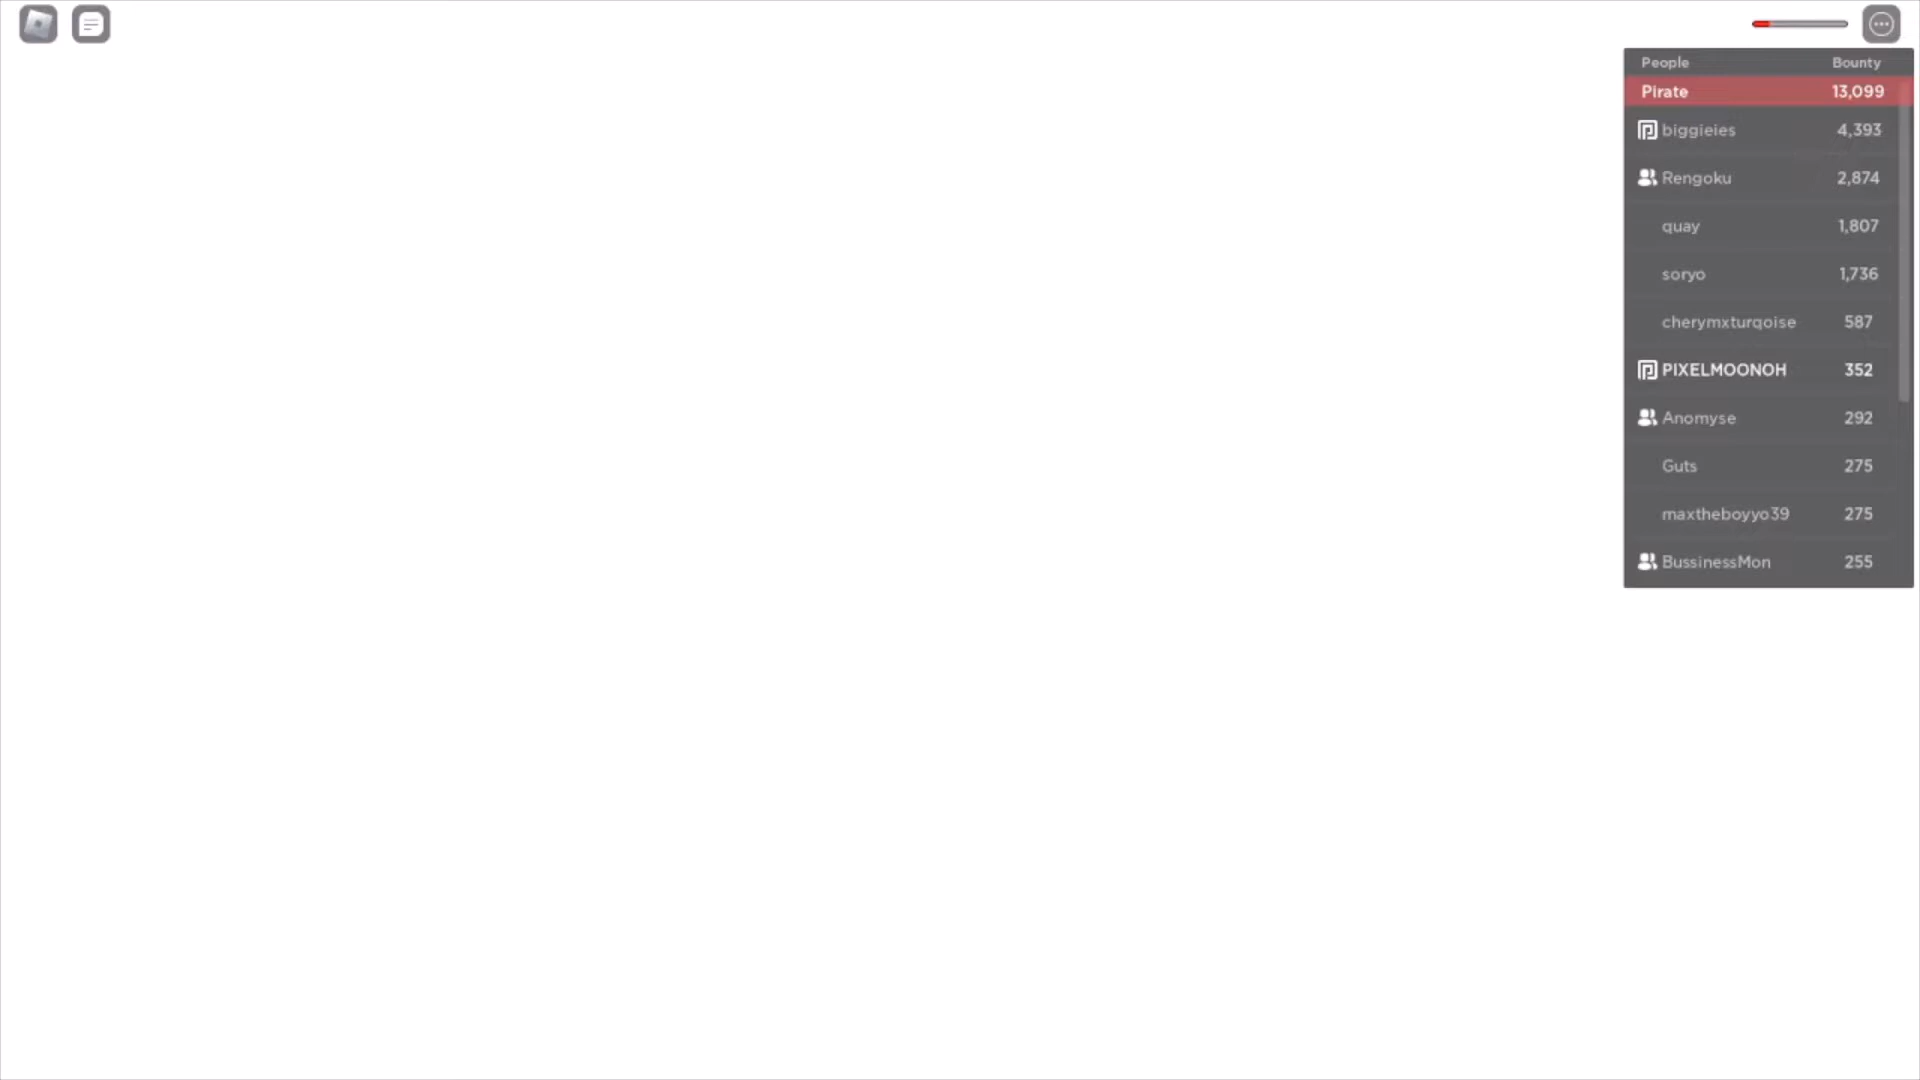 People Bounty
Pirate 13,099
biggieies 4,393
Rengoku 2,874
quay 1,807
soryo 1,736
cherymxturqoise 587
PIXELMOONOH 352
Anomyse 292
Guts 275
maxtheboyyo39 275
BussinessMon 255